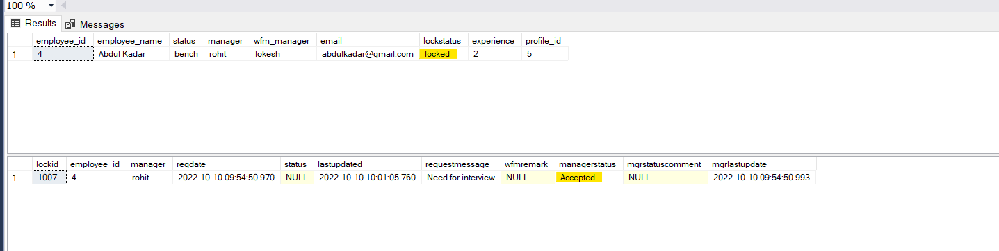 100 %
Results Messages
employee_id employee_name status manager wfm_manager email lockstatus experience profile_id
1 4 Abdul Kadar bench rohit lokesh abdulkadar@gmail.com locked 2 5
lockid employee_id manager reqdate status lastupdated requestmessage wfmremark managerstatus mgrstatuscomment mgrlastupdate
1 1007 4 rohit 2022-10-10 09:54:50.970 NULL 2022-10-10 10:01:05.760 Need for interview NULL Accepted NULL 2022-10-10 09:54:50.993